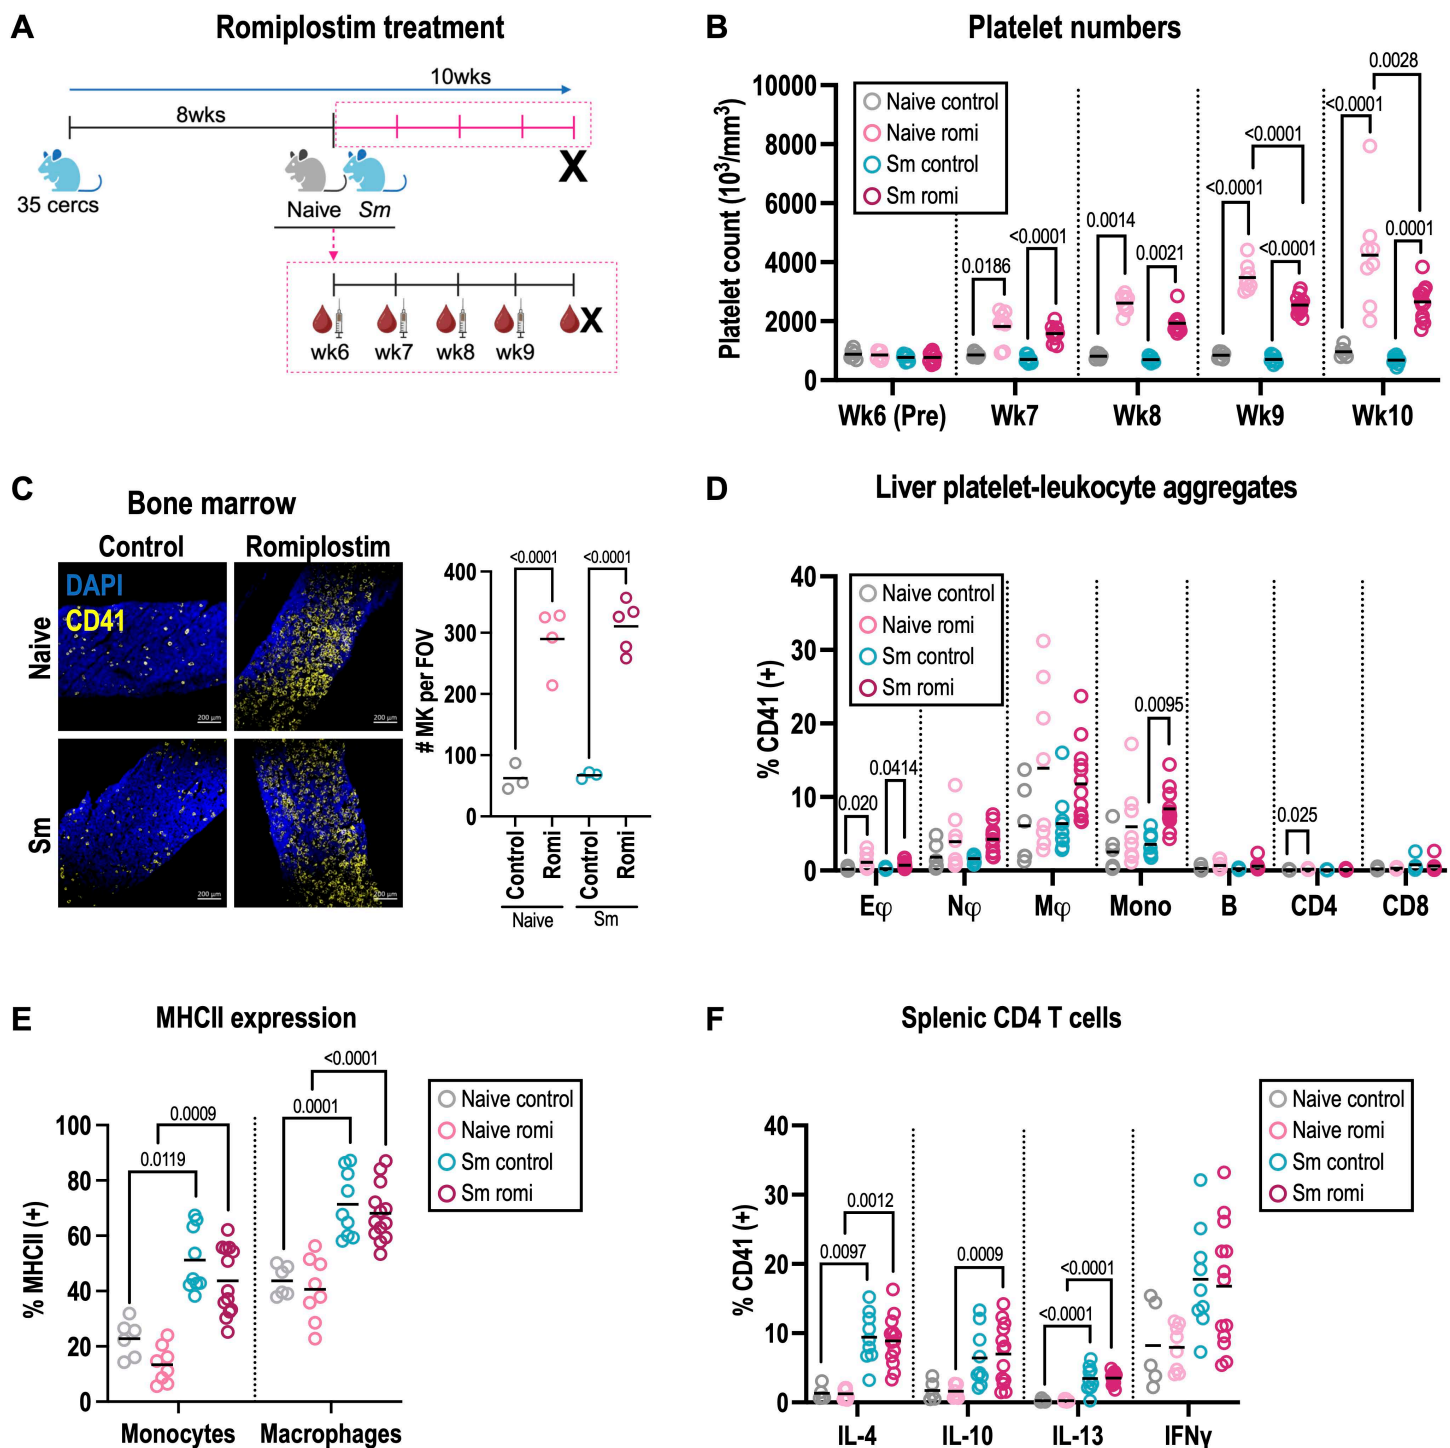 A
Romiplostim treatment
10wks
8wks
35 cercs
Naive Sm
X
wk6 wk7 wk8 wk9
X
B
Platelet numbers
Platelet count (10³/mm³)
10000
8000
6000
4000
2000
0
Naive control
Naive romi
Sm control
Sm romi
0.0186
<0.0001
0.0014
0.0021
<0.0001
<0.0001
<0.0001
<0.0001
0.0028
0.0001
Wk6 (Pre) Wk7 Wk8 Wk9 Wk10
C
Bone marrow
Control Romiplostim
Naive
Sm
DAPI
CD41
200 µm
200 µm
200 µm
200 µm
# MK per FOV
400
300
200
100
0
<0.0001 <0.0001
Control Romi Control Romi
Naive Sm
D
Liver platelet-leukocyte aggregates
% CD41 (+)
40
30
20
10
0
Naive control
Naive romi
Sm control
Sm romi
0.020
0.0414
0.0095
0.025
Eφ Nφ Mφ Mono B CD4 CD8
E
MHCII expression
% MHCII (+)
100
80
60
40
20
0
0.0119
0.0009
0.0001
<0.0001
Monocytes Macrophages
Naive control
Naive romi
Sm control
Sm romi
F
Splenic CD4 T cells
% CD41 (+)
40
30
20
10
0
0.0097
0.0012
0.0009
<0.0001
<0.0001
IL-4 IL-10 IL-13 IFNγ
Naive control
Naive romi
Sm control
Sm romi